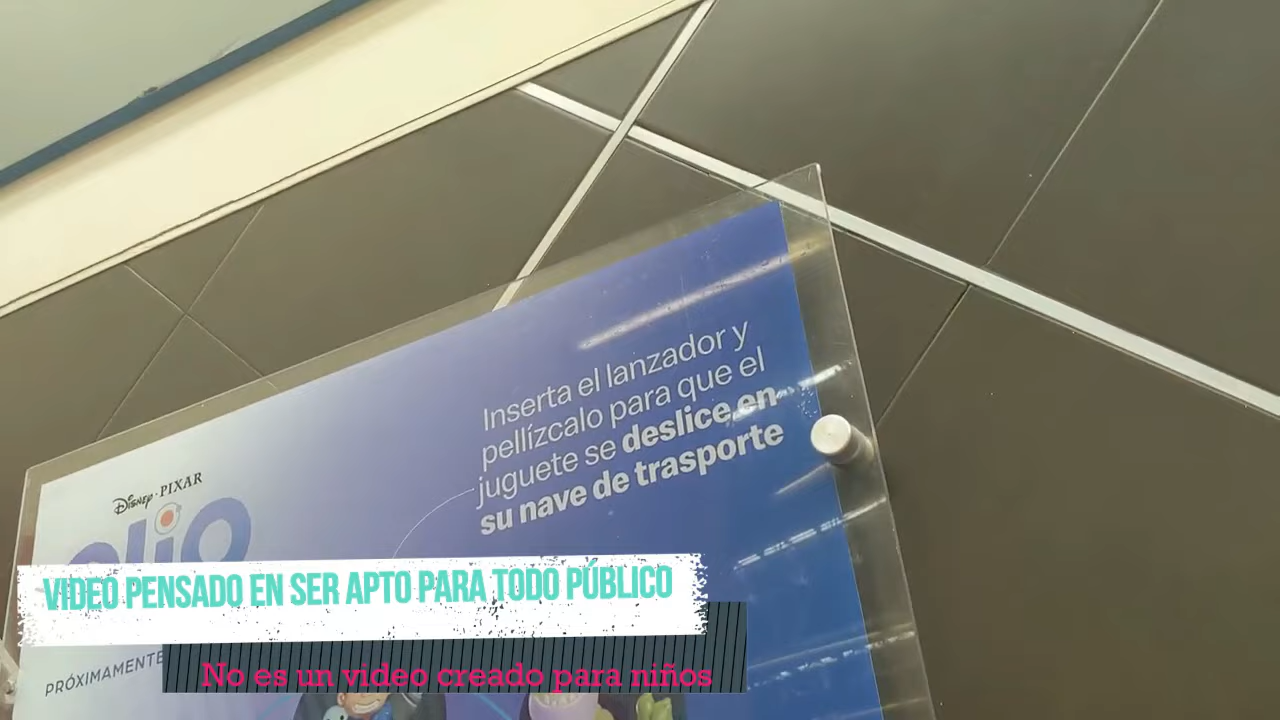 Inserta el lanzador y
pellízcalo para que el
juguete se deslice en
su nave de trasporte
Disney · PIXAR
elio
VIDEO PENSADO EN SER APTO PARA TODO PÚBLICO
PRÓXIMAMENTE
No es un video creado para niños